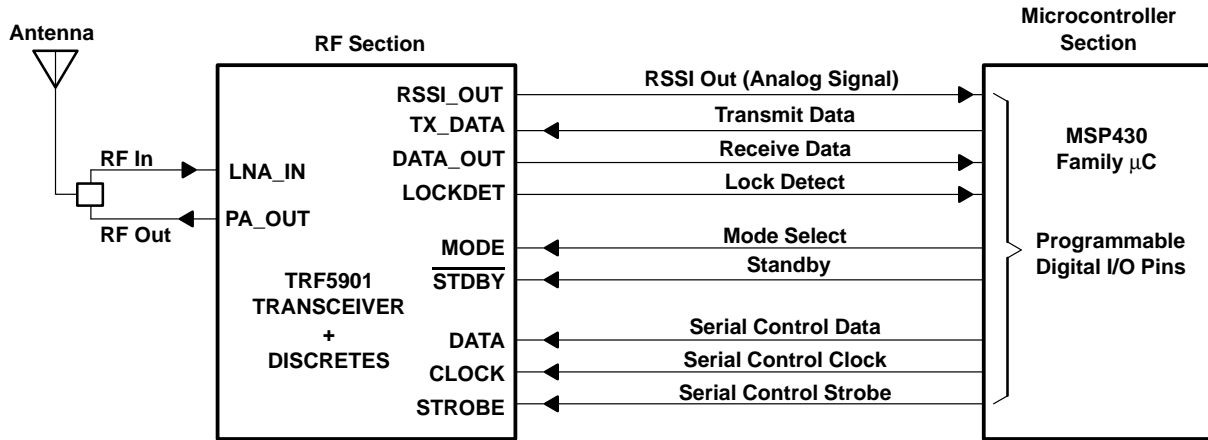 Antenna
RF Section
Microcontroller
Section
RSSI_OUT
RSSI Out (Analog Signal)
TX_DATA
Transmit Data
DATA_OUT
Receive Data
LOCKDET
Lock Detect
RF In
LNA_IN
PA_OUT
RF Out
MODE
Mode Select
STDBY
Standby
TRF5901
TRANSCEIVER
+
DISCRETES
DATA
Serial Control Data
CLOCK
Serial Control Clock
STROBE
Serial Control Strobe
MSP430
Family μC
Programmable
Digital I/O Pins